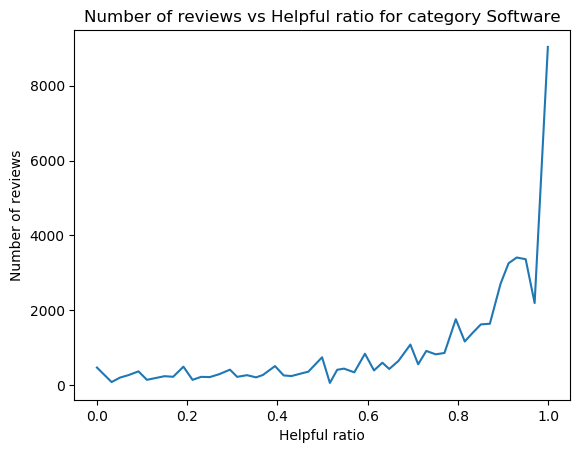 Number of reviews vs Helpful ratio for category Software
Number of reviews
8000
6000
4000
2000
0
0.0 0.2 0.4 0.6 0.8 1.0
Helpful ratio